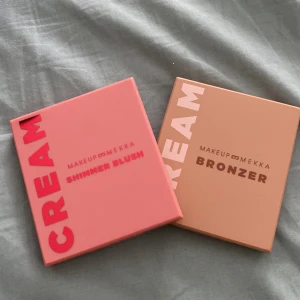 CREAM
MAKEUP MEKKA
SHIMMER BLUSH
REAM
MAKEUP MEKKA
BRONZER